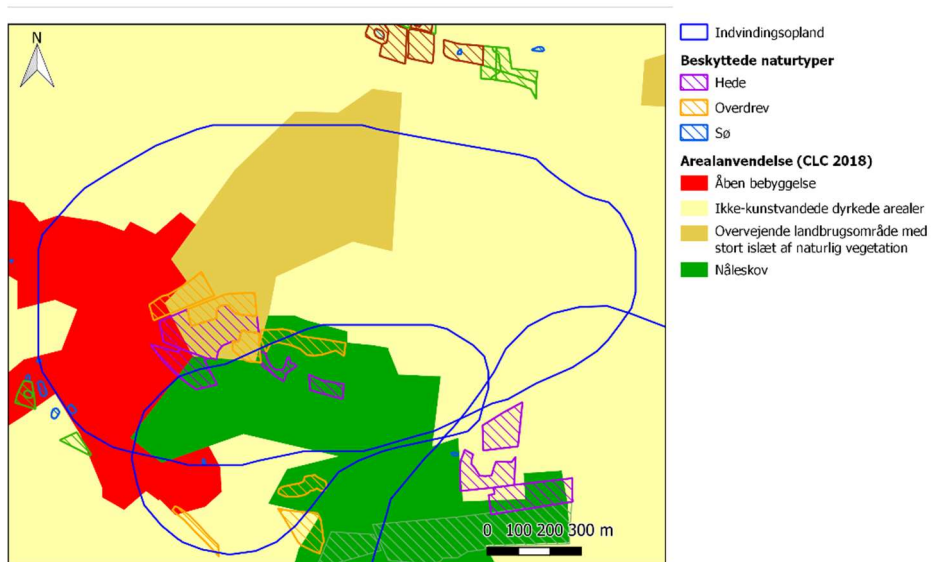 N
0 100 200 300 m
Indvindingsopland
Beskyttede naturtyper
Hede
Overdrev
Sø
Arealanvendelse (CLC 2018)
Åben bebyggelse
Ikke-kunstvandede dyrkede arealer
Overvejende landbrugsområde med
stort islæt af naturlig vegetation
Nåleskov